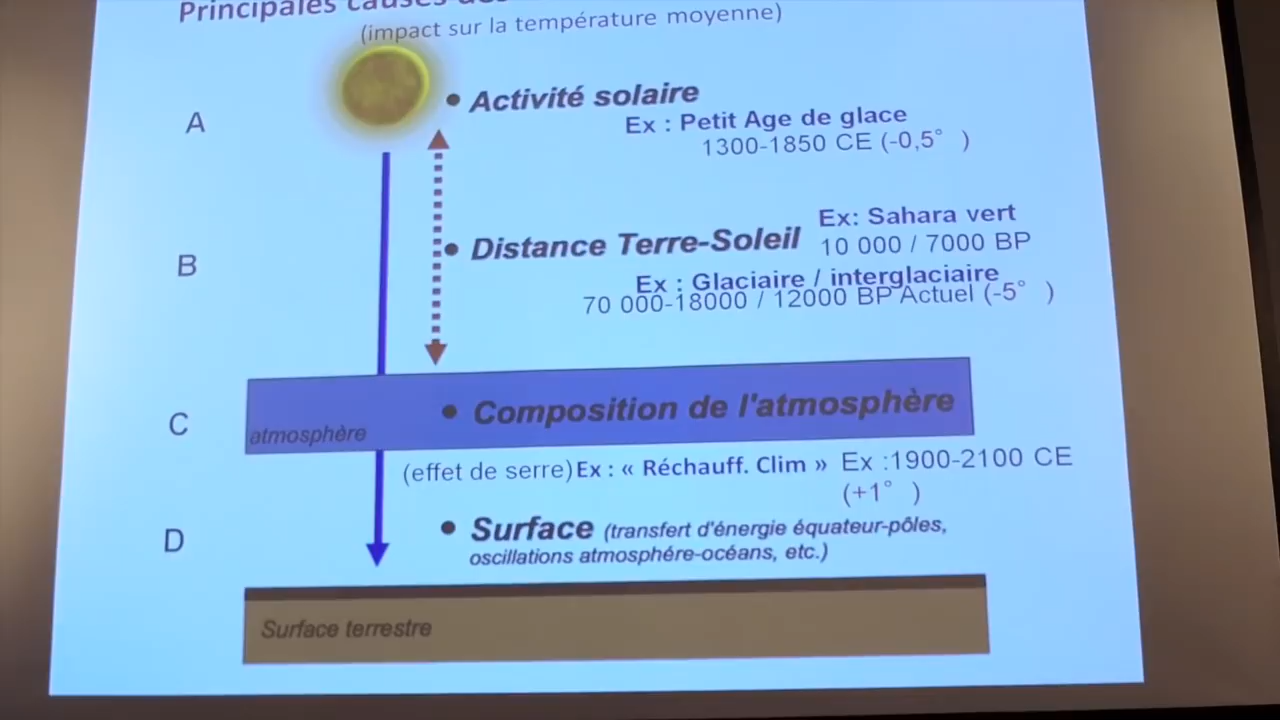 Principales causes
(impact sur la température moyenne)
A
• Activité solaire
Ex : Petit Age de glace
1300-1850 CE (-0,5° )
B
• Distance Terre-Soleil
Ex: Sahara vert
10 000 / 7000 BP
Ex : Glaciaire / interglaciaire
70 000-18000 / 12000 BP Actuel (-5° )
C
• Composition de l'atmosphère
atmosphère
(effet de serre) Ex : « Réchauff. Clim » Ex :1900-2100 CE
(+1° )
D
• Surface (transfert d'énergie équateur-pôles,
oscillations atmosphére-océans, etc.)
Surface terrestre